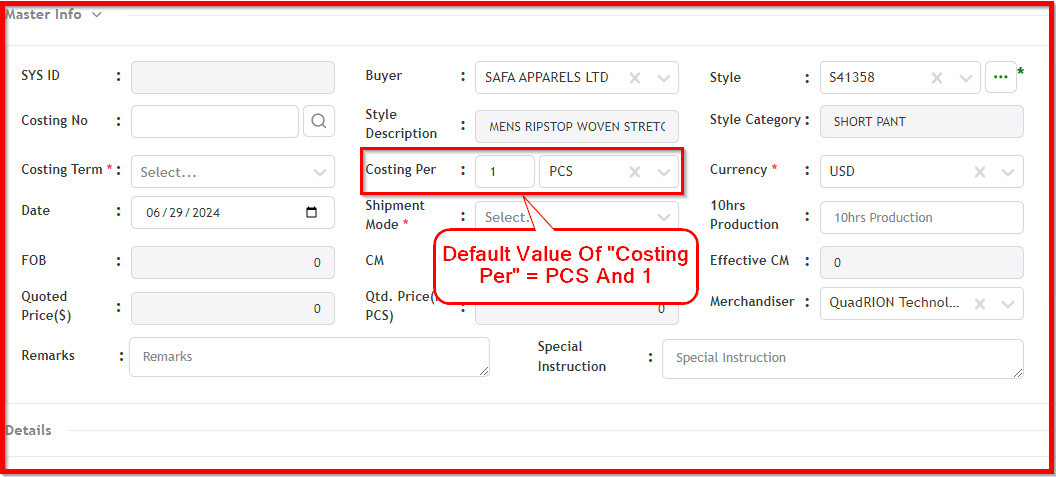 Master Info
SYS ID :
Buyer : SAFA APPARELS LTD
Style : S41358 ... *
Costing No :
Style Description : MENS RIPSTOP WOVEN STRETC
Style Category : SHORT PANT
Costing Term * : Select...
Costing Per : 1 PCS
Currency * : USD
Date : 06/29/2024
Shipment Mode * : Select.
10hrs Production : 10hrs Production
FOB : 0
CM
Effective CM : 0
Default Value Of "Costing
Per" = PCS And 1
Quoted Price($) : 0
Qtd. Price( PCS) : 0
Merchandiser : QuadRION Technol...
Remarks : Remarks
Special Instruction : Special Instruction
Details